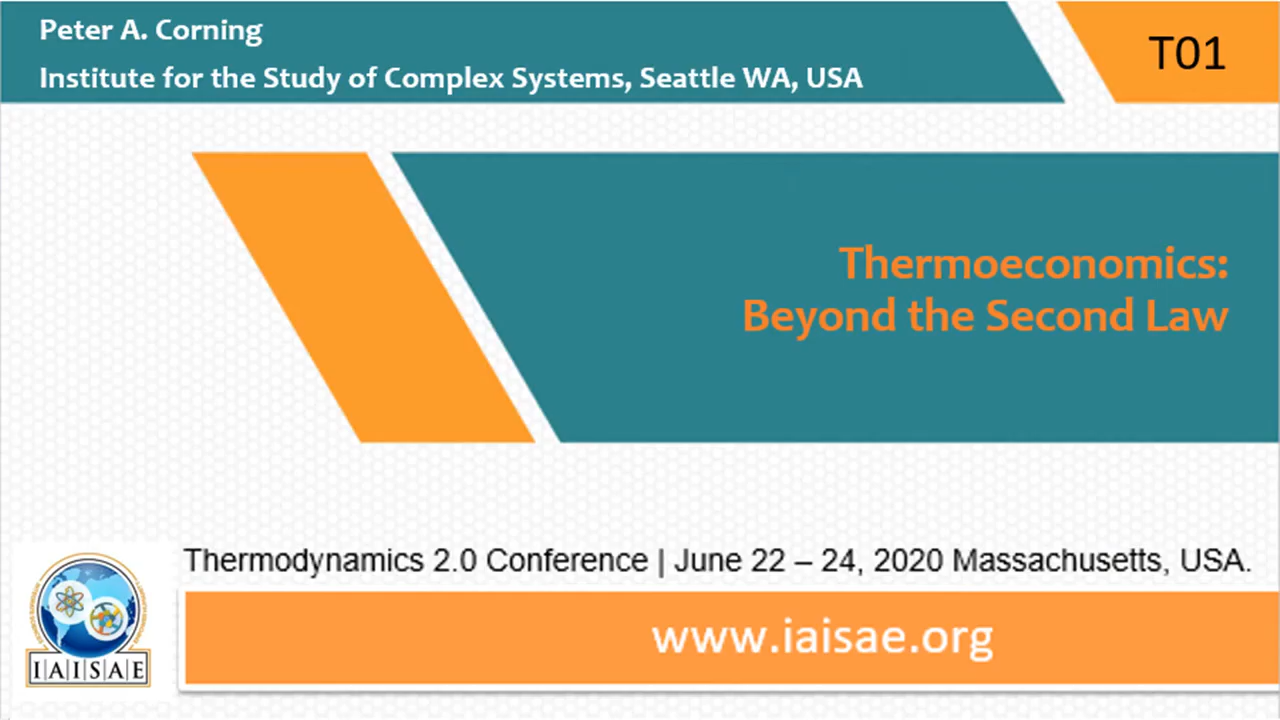 Peter A. Corning
Institute for the Study of Complex Systems, Seattle WA, USA
T01
Thermoeconomics:
Beyond the Second Law
Thermodynamics 2.0 Conference | June 22 – 24, 2020 Massachusetts, USA.
www.iaisae.org
I|A|I|S|A|E